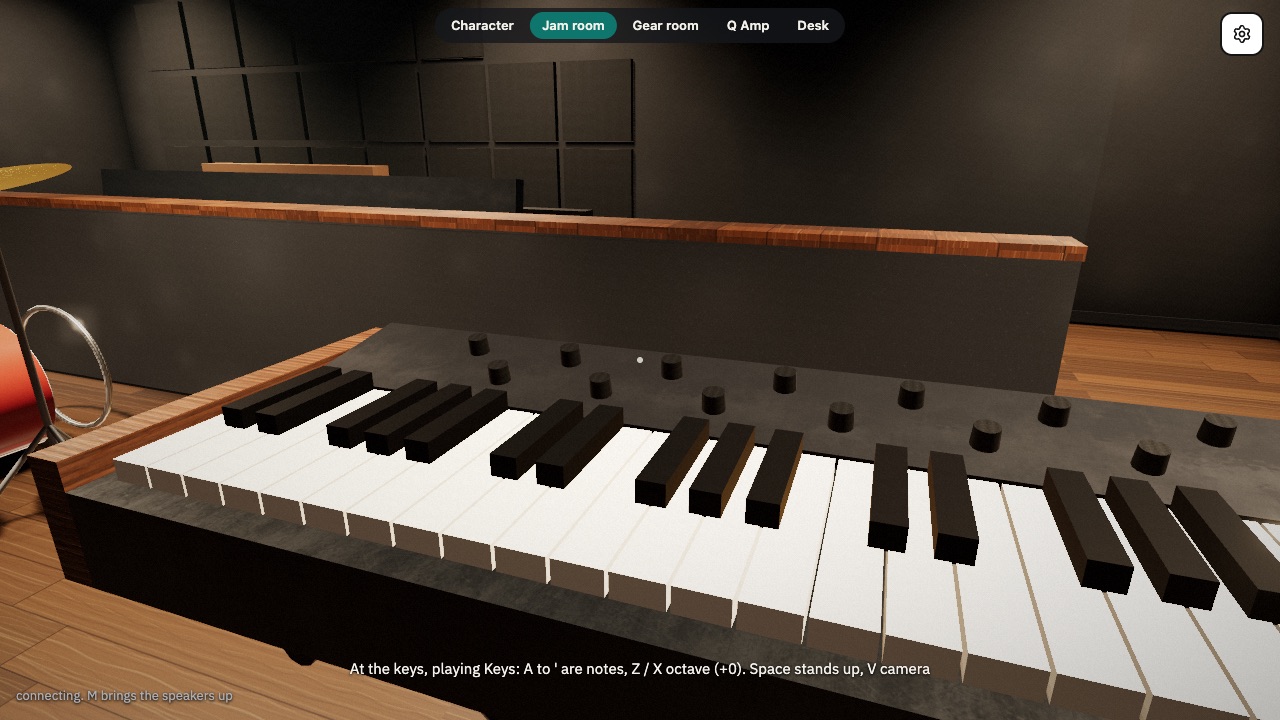 Character
Jam room
Gear room
Q Amp
Desk
At the keys, playing Keys: A to ' are notes, Z / X octave (+0). Space stands up, V camera
connecting. M brings the speakers up